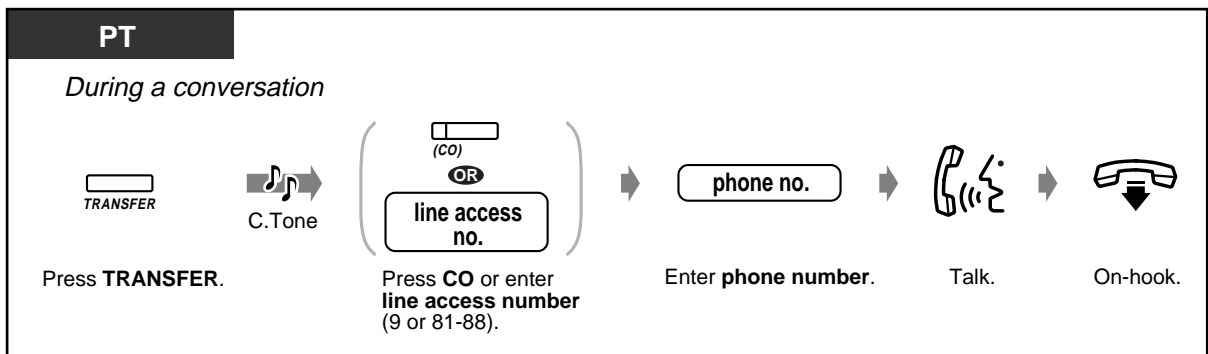 PT
During a conversation
TRANSFER
C.Tone
(CO)
OR
line access
no.
phone no.
Press TRANSFER.
Press CO or enter
line access number
(9 or 81-88).
Enter phone number.
Talk.
On-hook.